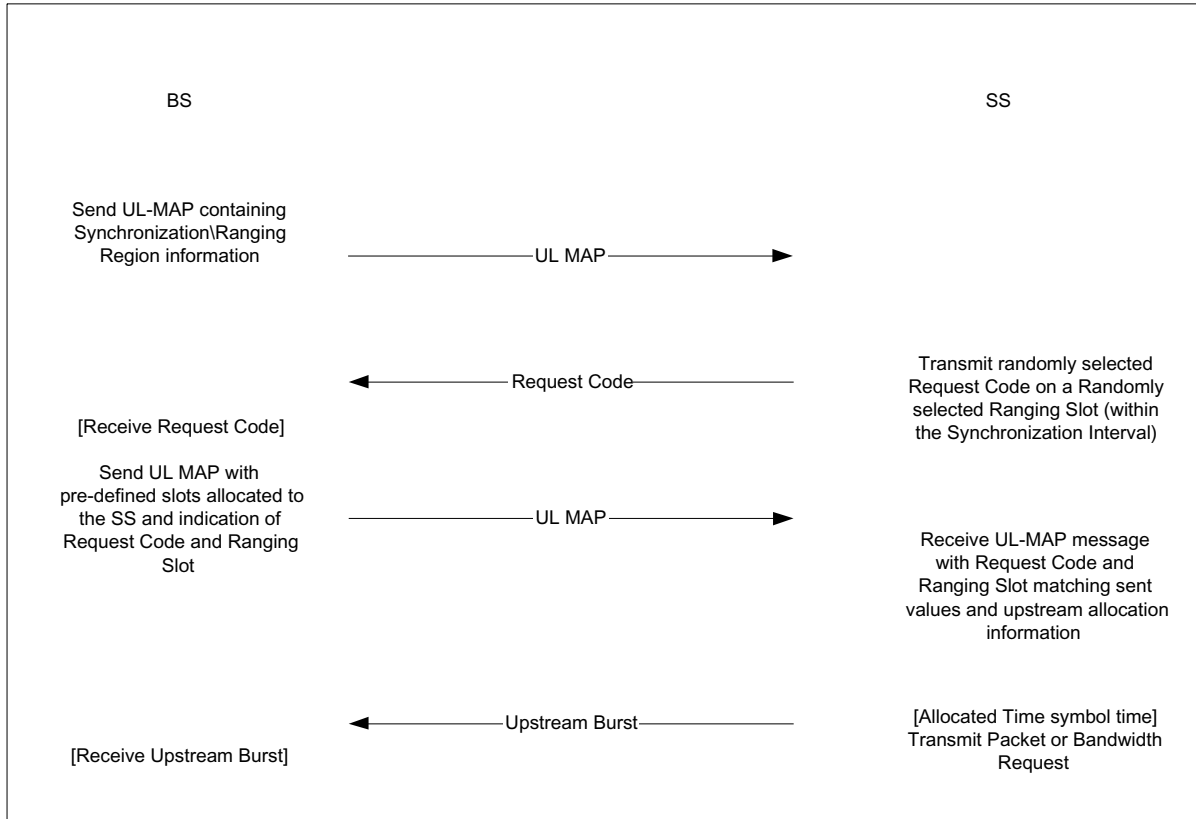 BS
SS
Send UL-MAP containing
Synchronization\Ranging
Region information
UL MAP
Request Code
Transmit randomly selected
Request Code on a Randomly
selected Ranging Slot (within
the Synchronization Interval)
[Receive Request Code]
Send UL MAP with
pre-defined slots allocated to
the SS and indication of
Request Code and Ranging
Slot
UL MAP
Receive UL-MAP message
with Request Code and
Ranging Slot matching sent
values and upstream allocation
information
Upstream Burst
[Allocated Time symbol time]
Transmit Packet or Bandwidth
Request
[Receive Upstream Burst]